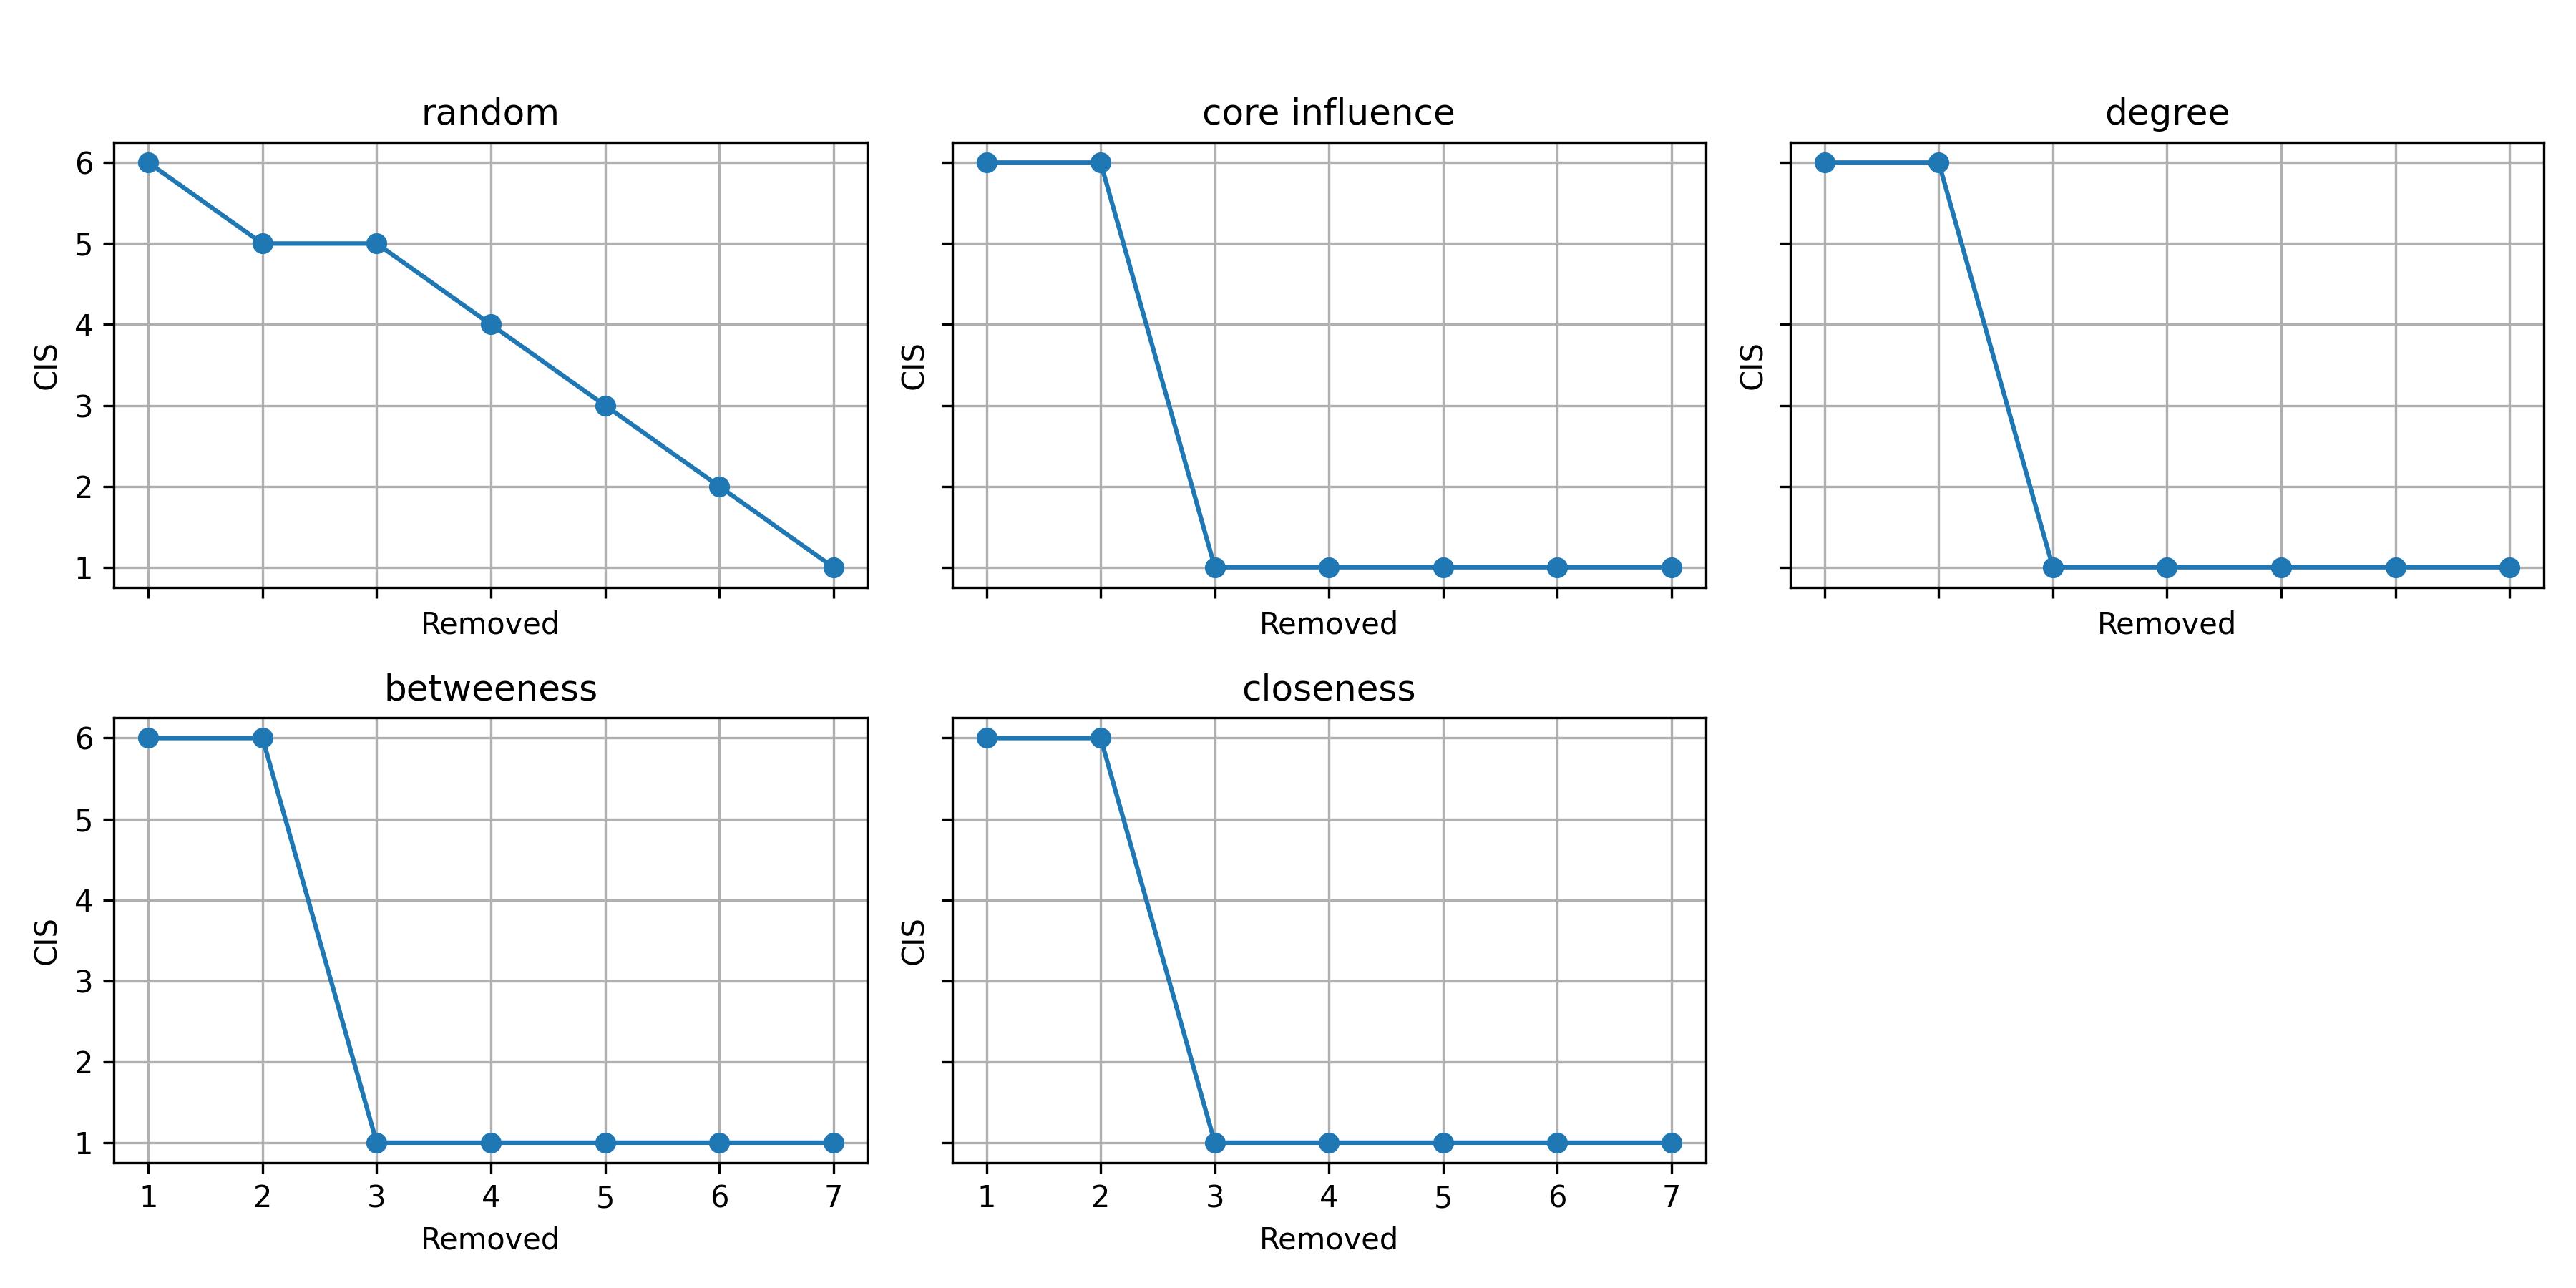 random
core influence
degree
6
5
4
3
2
1
CIS
CIS
CIS
Removed
Removed
Removed
betweeness
closeness
6
5
4
3
2
1
CIS
CIS
1 2 3 4 5 6 7
1 2 3 4 5 6 7
Removed
Removed